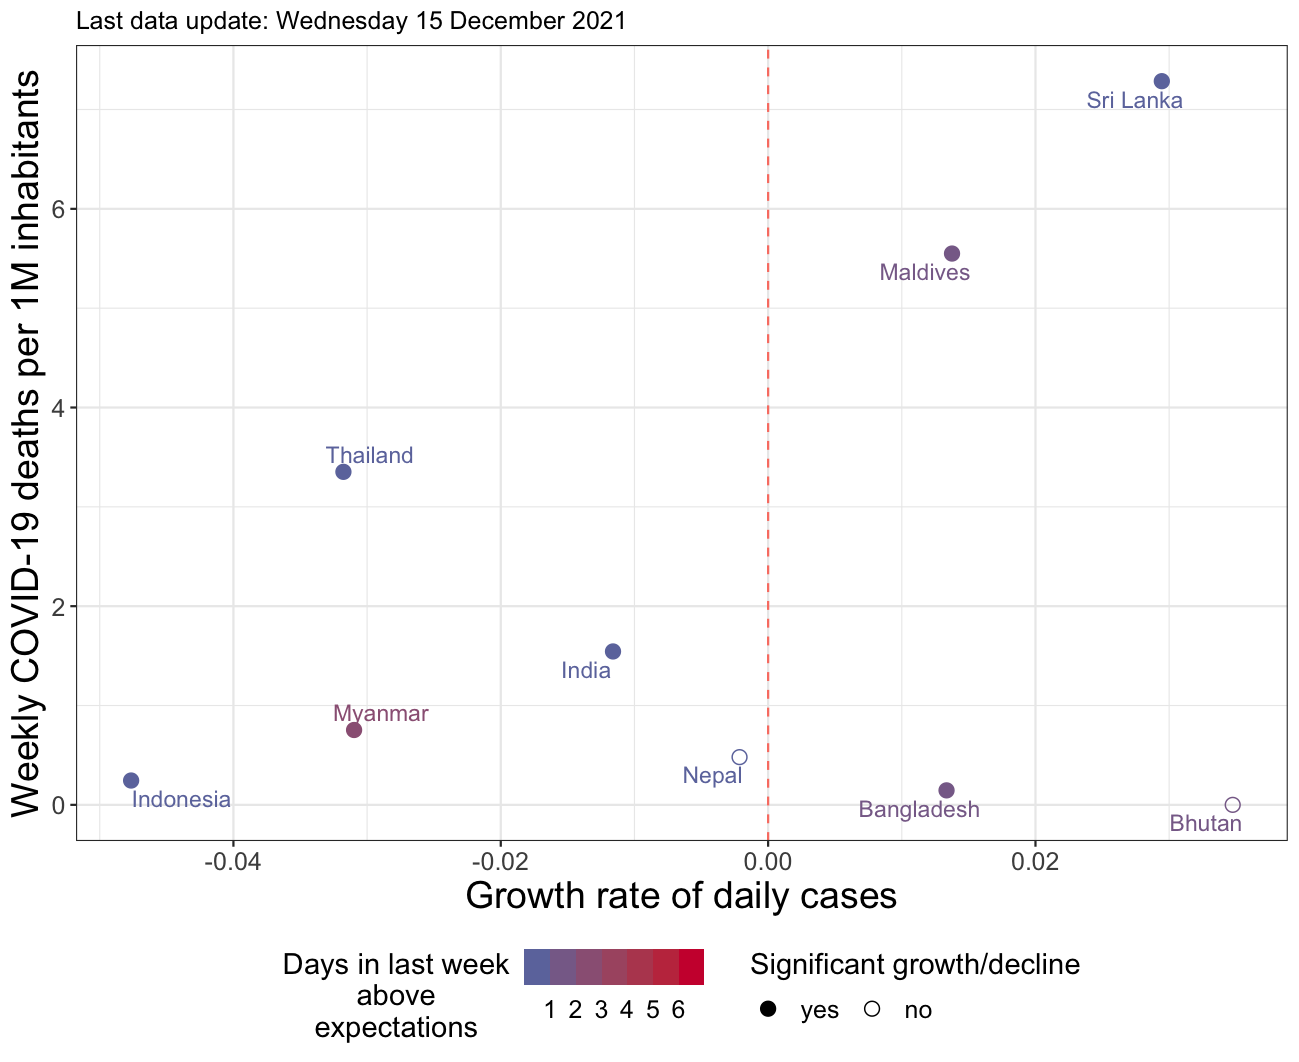 Last data update: Wednesday 15 December 2021
Weekly COVID-19 deaths per 1M inhabitants
6
4
2
0
Sri Lanka
Maldives
Thailand
India
Myanmar
Nepal
Indonesia
Bangladesh
Bhutan
-0.04
-0.02
0.00
0.02
Growth rate of daily cases
Days in last week
above
expectations
1 2 3 4 5 6
Significant growth/decline
yes
no